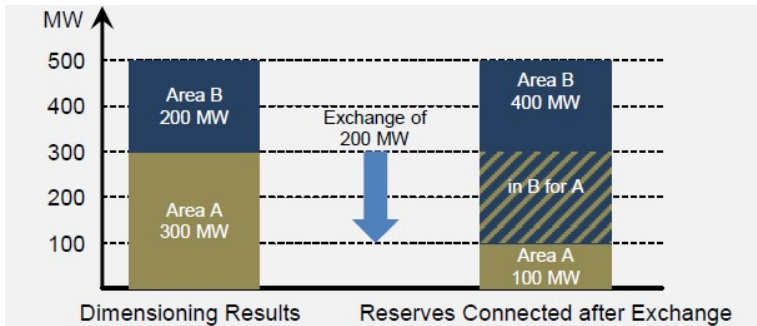 MW
500
400
300
200
100
Area B
200 MW
Area A
300 MW
Exchange of
200 MW
Area B
400 MW
in B for A
Area A
100 MW
Dimensioning Results
Reserves Connected after Exchange